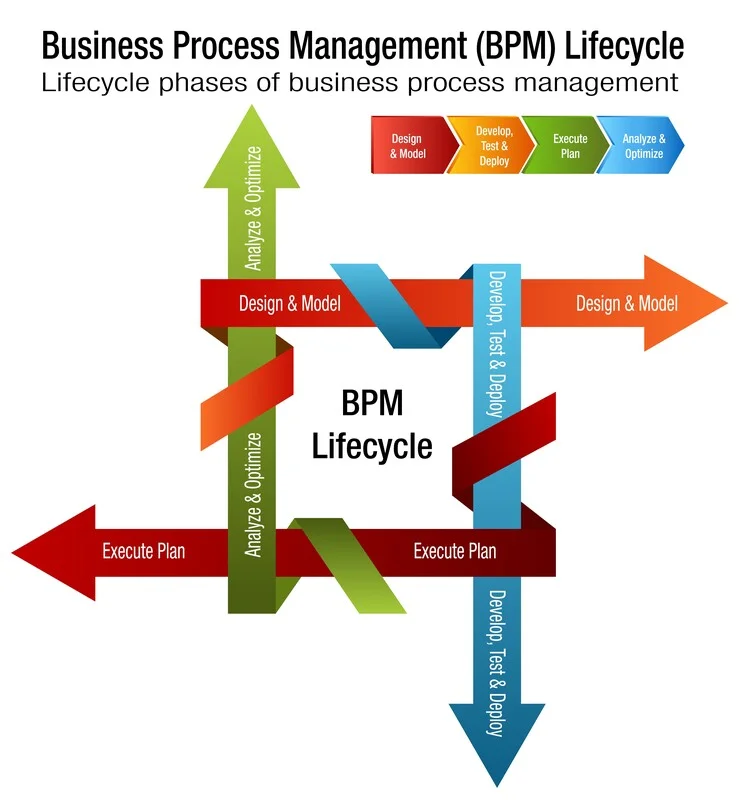 Business Process Management (BPM) Lifecycle
Lifecycle phases of business process management
Design
& Model
Develop,
Test &
Deploy
Execute
Plan
Analyze &
Optimize
Analyze & Optimize
Design & Model
Develop, Test & Deploy
Design & Model
BPM
Lifecycle
Analyze & Optimize
Execute Plan
Execute Plan
Develop, Test & Deploy